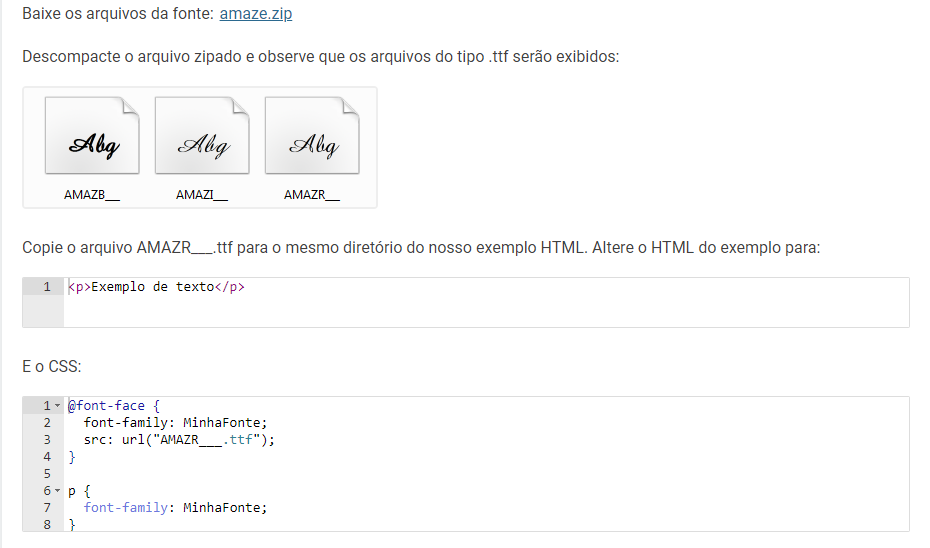 Baixe os arquivos da fonte: amaze.zip
Descompacte o arquivo zipado e observe que os arquivos do tipo .ttf serão exibidos:
Abg Abg Abg
AMAZB___ AMAZI___ AMAZR___
Copie o arquivo AMAZR___.ttf para o mesmo diretório do nosso exemplo HTML. Altere o HTML do exemplo para:
1 <p>Exemplo de texto</p>
E o CSS:
1 @font-face {
2   font-family: MinhaFonte;
3   src: url("AMAZR___.ttf");
4 }
5
6 p {
7   font-family: MinhaFonte;
8 }